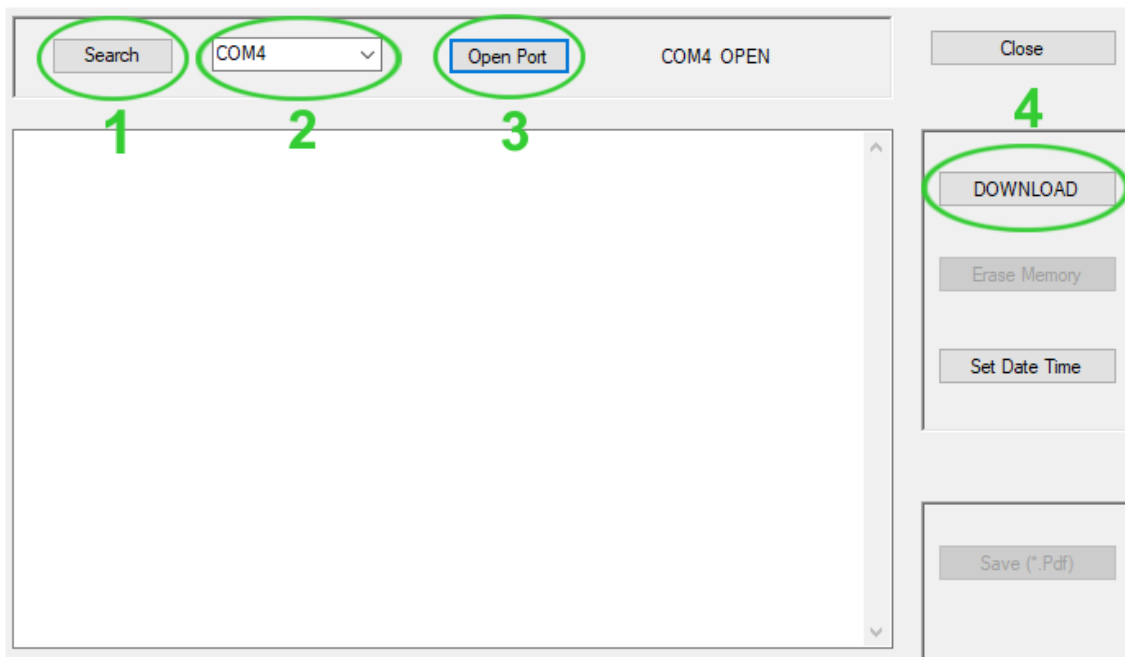 Search
COM4
Open Port
COM4 OPEN
Close
1
2
3
4
DOWNLOAD
Erase Memory
Set Date Time
Save (*.Pdf)